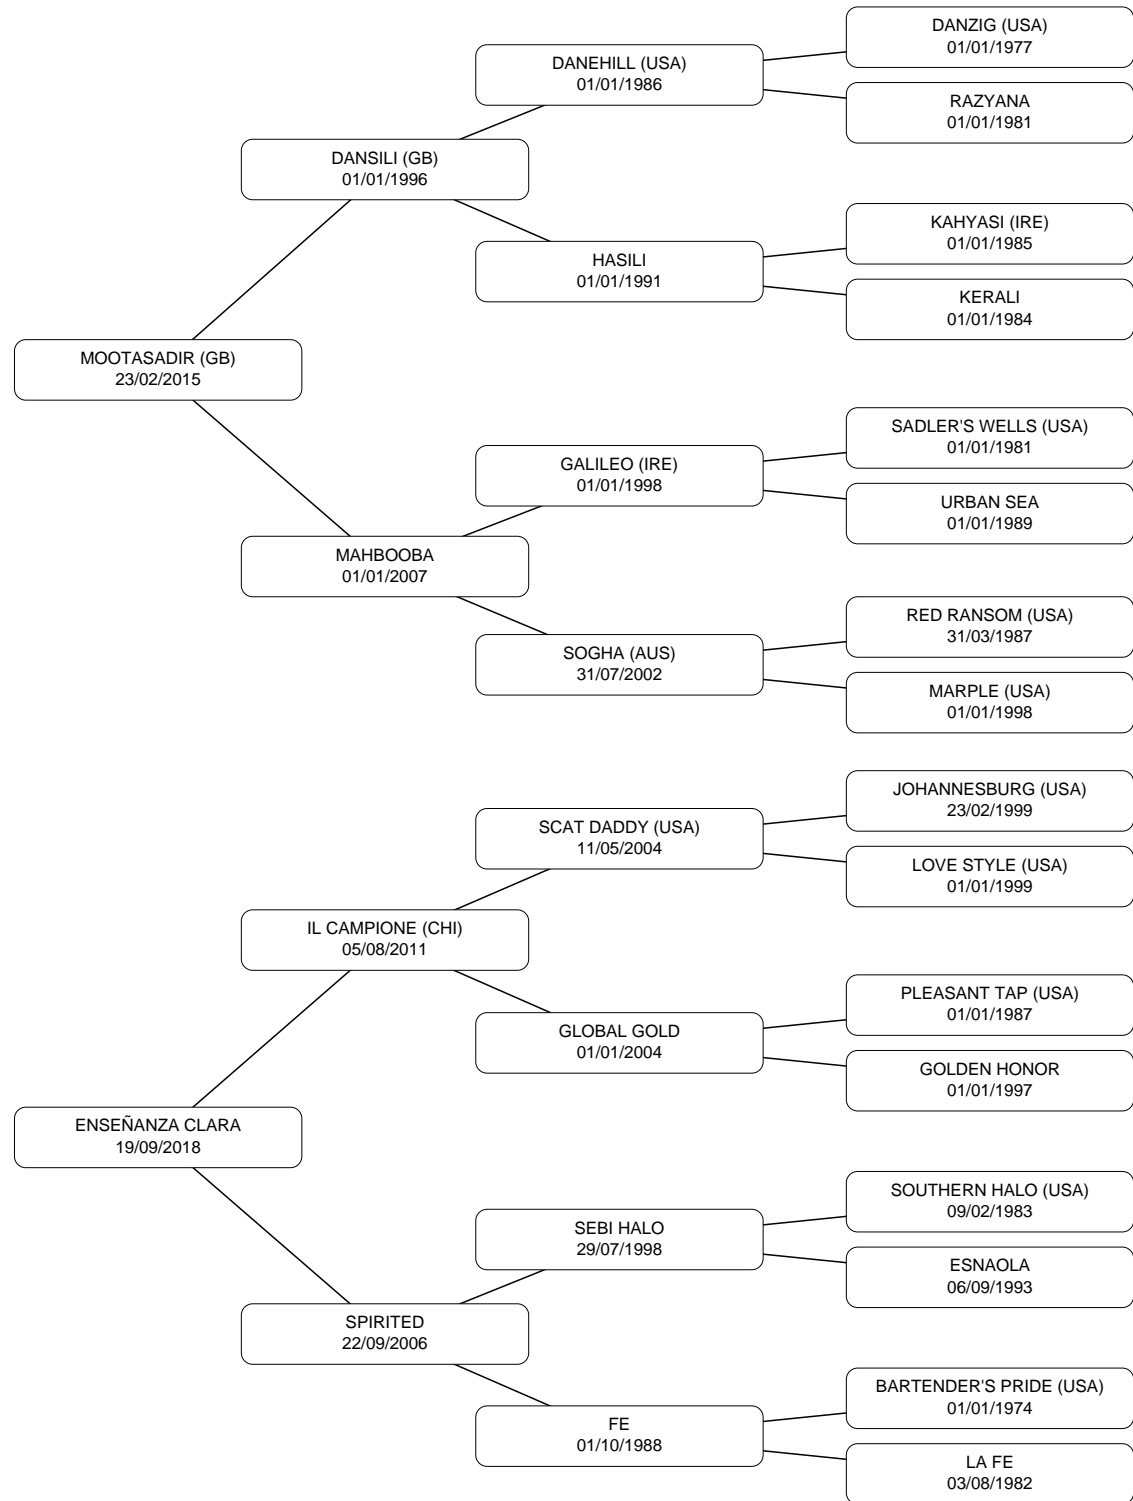 DANZIG (USA)
01/01/1977
DANEHILL (USA)
01/01/1986
RAZYANA
01/01/1981
DANSILI (GB)
01/01/1996
KAHYASI (IRE)
01/01/1985
HASILI
01/01/1991
KERALI
01/01/1984
MOOTASADIR (GB)
23/02/2015
SADLER'S WELLS (USA)
01/01/1981
GALILEO (IRE)
01/01/1998
URBAN SEA
01/01/1989
MAHBOOBA
01/01/2007
RED RANSOM (USA)
31/03/1987
SOGHA (AUS)
31/07/2002
MARPLE (USA)
01/01/1998
JOHANNESBURG (USA)
23/02/1999
SCAT DADDY (USA)
11/05/2004
LOVE STYLE (USA)
01/01/1999
IL CAMPIONE (CHI)
05/08/2011
PLEASANT TAP (USA)
01/01/1987
GLOBAL GOLD
01/01/2004
GOLDEN HONOR
01/01/1997
ENSEÑANZA CLARA
19/09/2018
SOUTHERN HALO (USA)
09/02/1983
SEBI HALO
29/07/1998
ESNAOLA
06/09/1993
SPIRITED
22/09/2006
BARTENDER'S PRIDE (USA)
01/01/1974
FE
01/10/1988
LA FE
03/08/1982